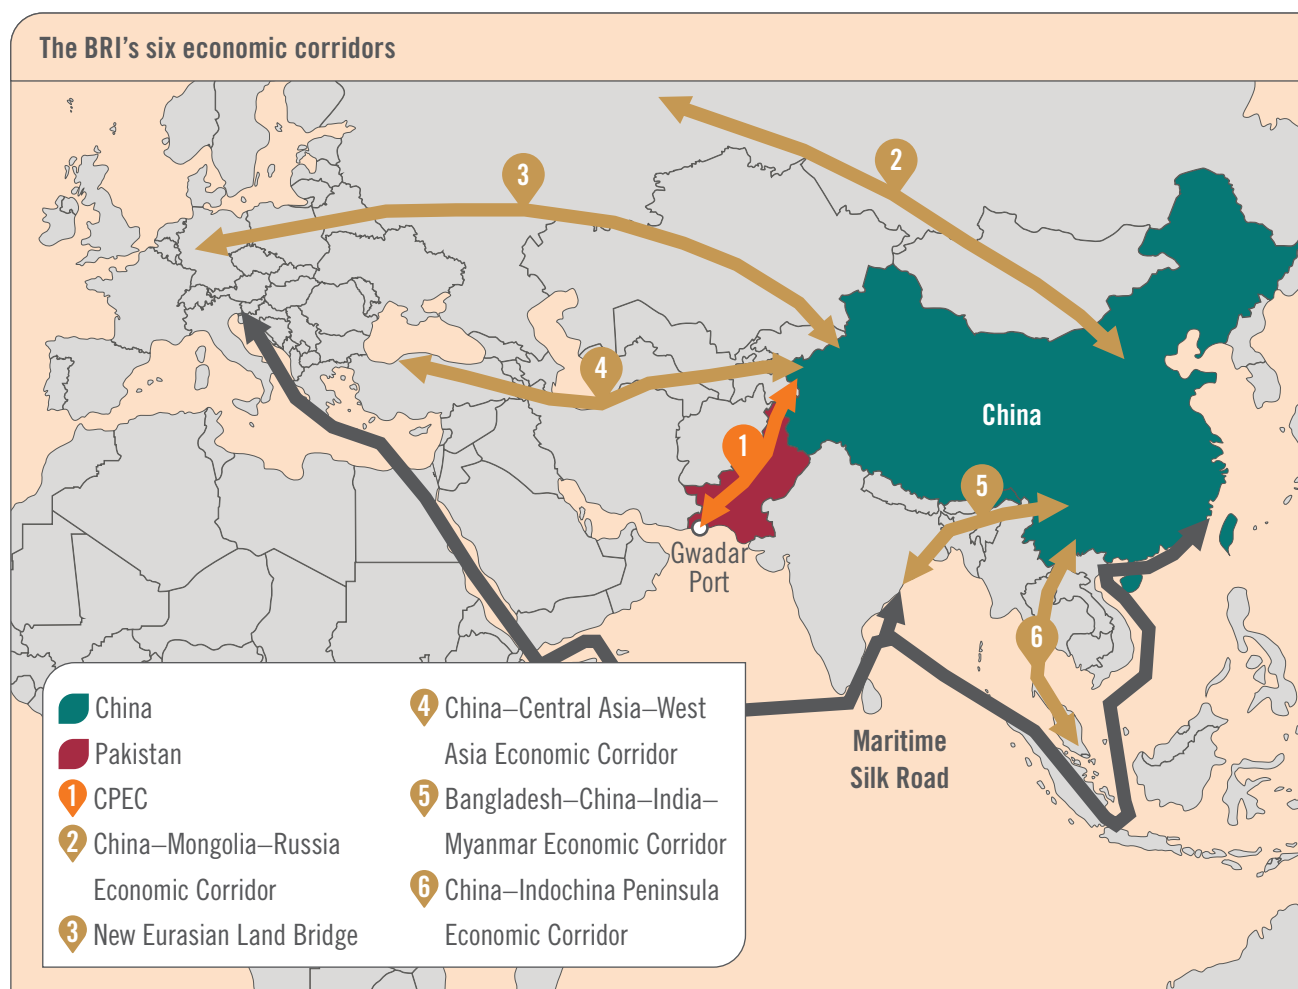 The BRI's six economic corridors
2
3
4
1
China
5
Gwadar
Port
6
Maritime
Silk Road
China
Pakistan
1 CPEC
2 China–Mongolia–Russia
Economic Corridor
3 New Eurasian Land Bridge
4 China–Central Asia–West
Asia Economic Corridor
5 Bangladesh–China–India–
Myanmar Economic Corridor
6 China–Indochina Peninsula
Economic Corridor